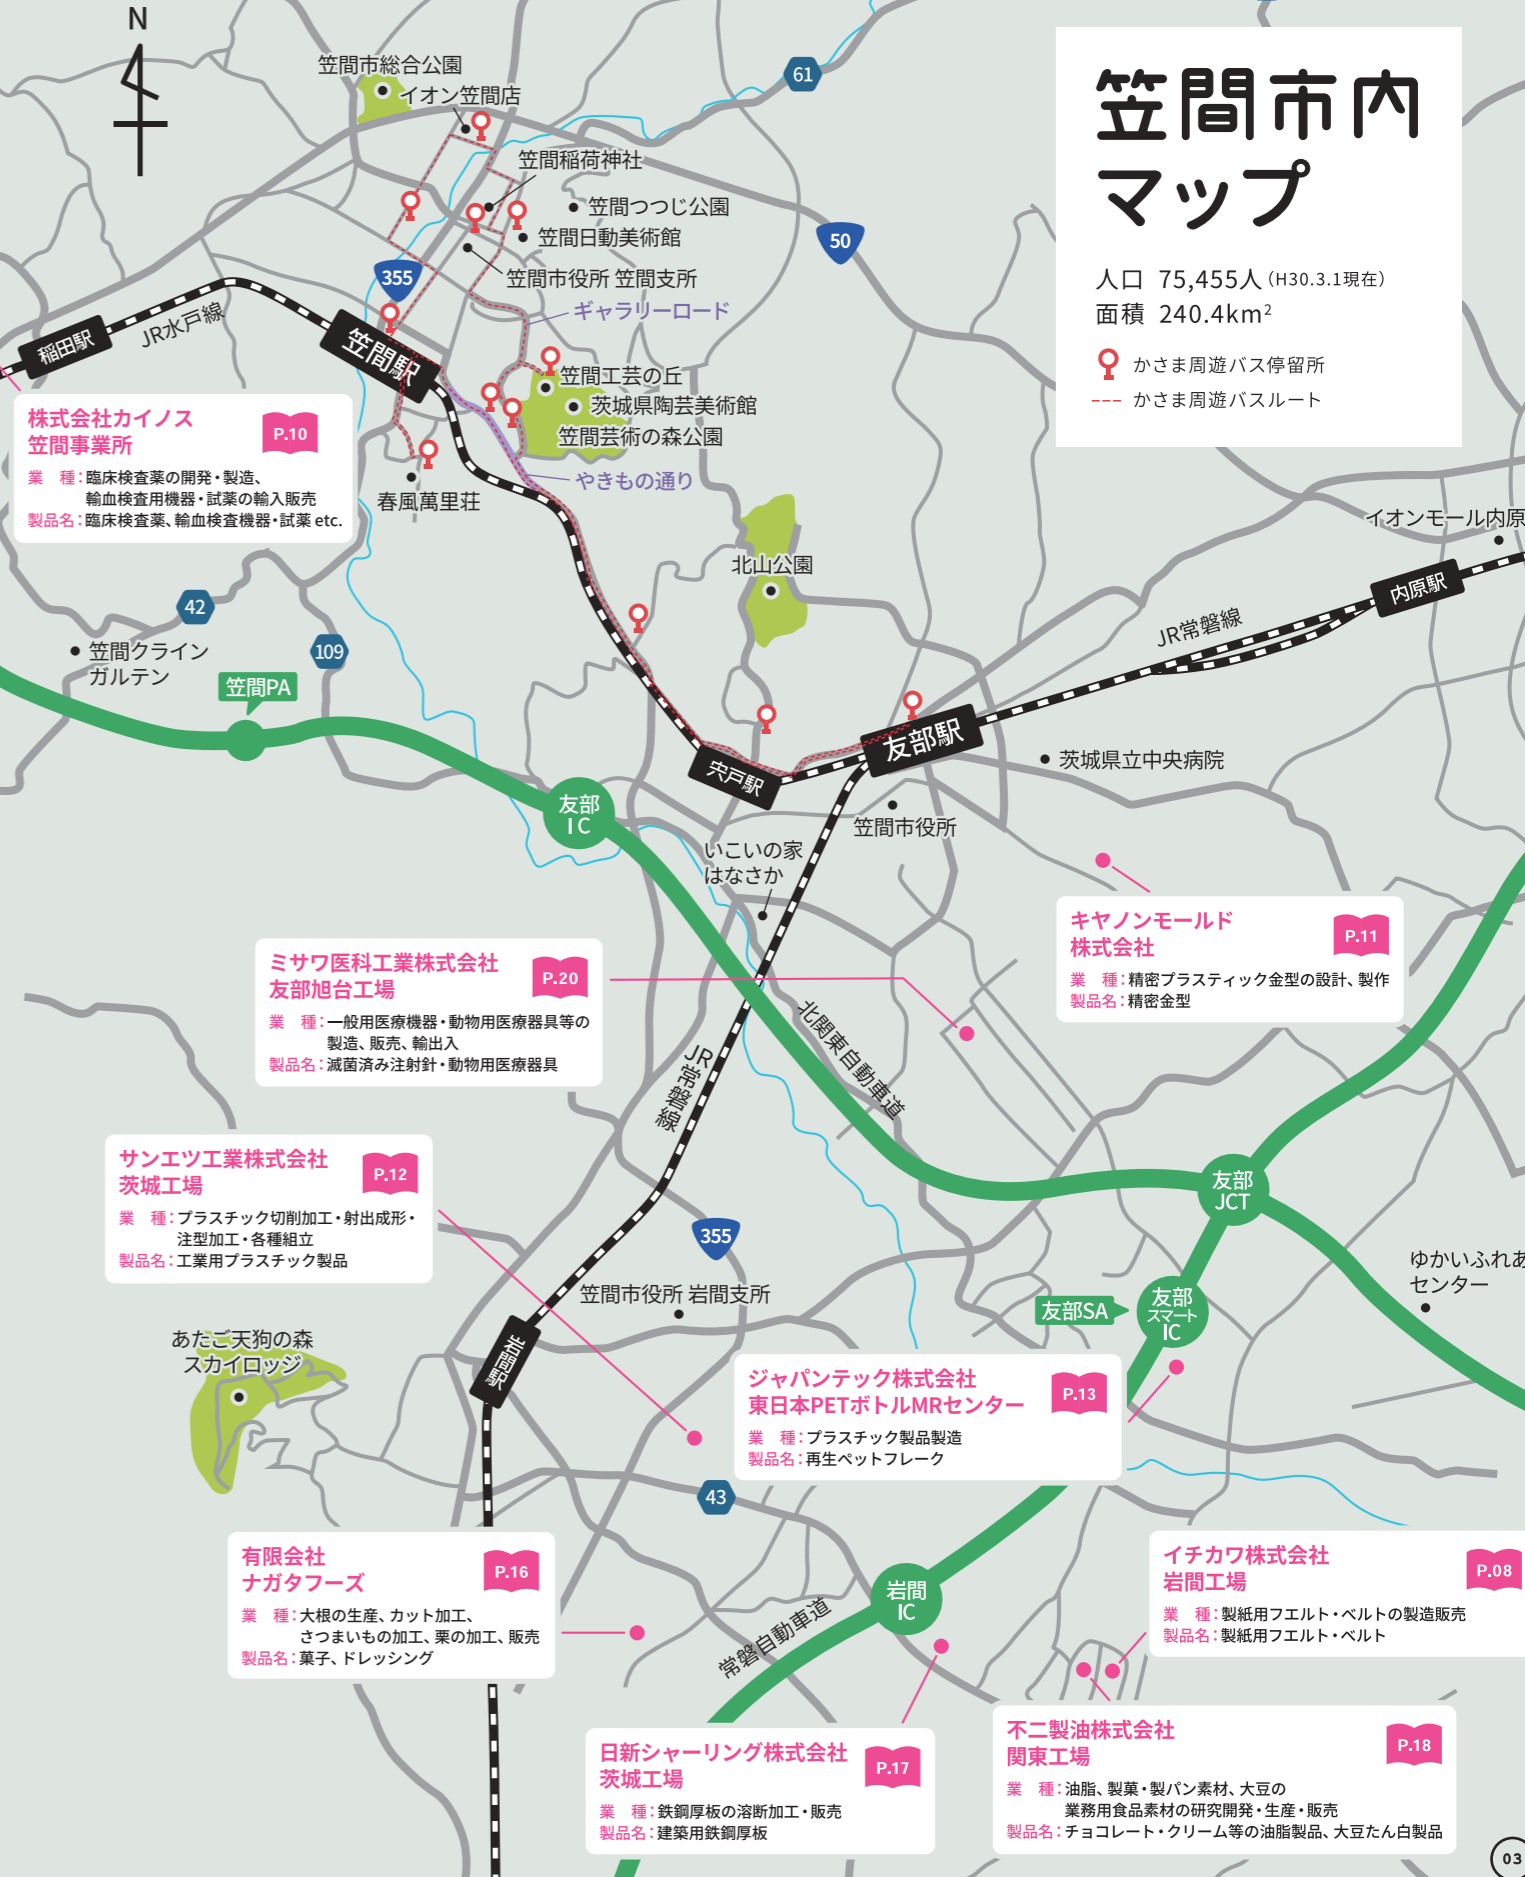 N
笠間市総合公園
イオン笠間店
61
笠間市内
マップ
人口 75,455人(H30.3.1現在)
面積 240.4km²
かさま周遊バス停留所
かさま周遊バスルート
笠間稲荷神社
笠間つつじ公園
笠間日動美術館
50
355
笠間市役所 笠間支所
ギャラリーロード
JR水戸線
稲田駅
笠間駅
笠間工芸の丘
茨城県陶芸美術館
笠間芸術の森公園
やきもの通り
春風萬里荘
株式会社カイノス
笠間事業所
P.10
業 種:臨床検査薬の開発・製造、
輸血検査用機器・試薬の輸入販売
製品名:臨床検査薬、輸血検査機器・試薬 etc.
イオンモール内原
内原駅
北山公園
JR常磐線
42
109
笠間クライン
ガルテン
笠間PA
友部駅
宍戸駅
茨城県立中央病院
友部
IC
笠間市役所
いこいの家
はなさか
キヤノンモールド
株式会社
P.11
業 種:精密プラスティック金型の設計、製作
製品名:精密金型
ミサワ医科工業株式会社
友部旭台工場
P.20
業 種:一般用医療機器・動物用医療器具等の
製造、販売、輸出入
製品名:滅菌済み注射針・動物用医療器具
北関東自動車道
JR常磐線
サンエツ工業株式会社
茨城工場
P.12
業 種:プラスチック切削加工・射出成形・
注型加工・各種組立
製品名:工業用プラスチック製品
友部
JCT
355
笠間市役所 岩間支所
ゆかいふれあ
センター
友部SA
友部
スマート
IC
あたご天狗の森
スカイロッジ
岩間駅
ジャパンテック株式会社
東日本PETボトルMRセンター
P.13
業 種:プラスチック製品製造
製品名:再生ペットフレーク
43
有限会社
ナガタフーズ
P.16
業 種:大根の生産、カット加工、
さつまいもの加工、栗の加工、販売
製品名:菓子、ドレッシング
岩間
IC
常磐自動車道
イチカワ株式会社
岩間工場
P.08
業 種:製紙用フエルト・ベルトの製造販売
製品名:製紙用フエルト・ベルト
日新シャーリング株式会社
茨城工場
P.17
業 種:鉄鋼厚板の溶断加工・販売
製品名:建築用鉄鋼厚板
不二製油株式会社
関東工場
P.18
業 種:油脂、製菓・製パン素材、大豆の
業務用食品素材の研究開発・生産・販売
製品名:チョコレート・クリーム等の油脂製品、大豆たん白製品
03